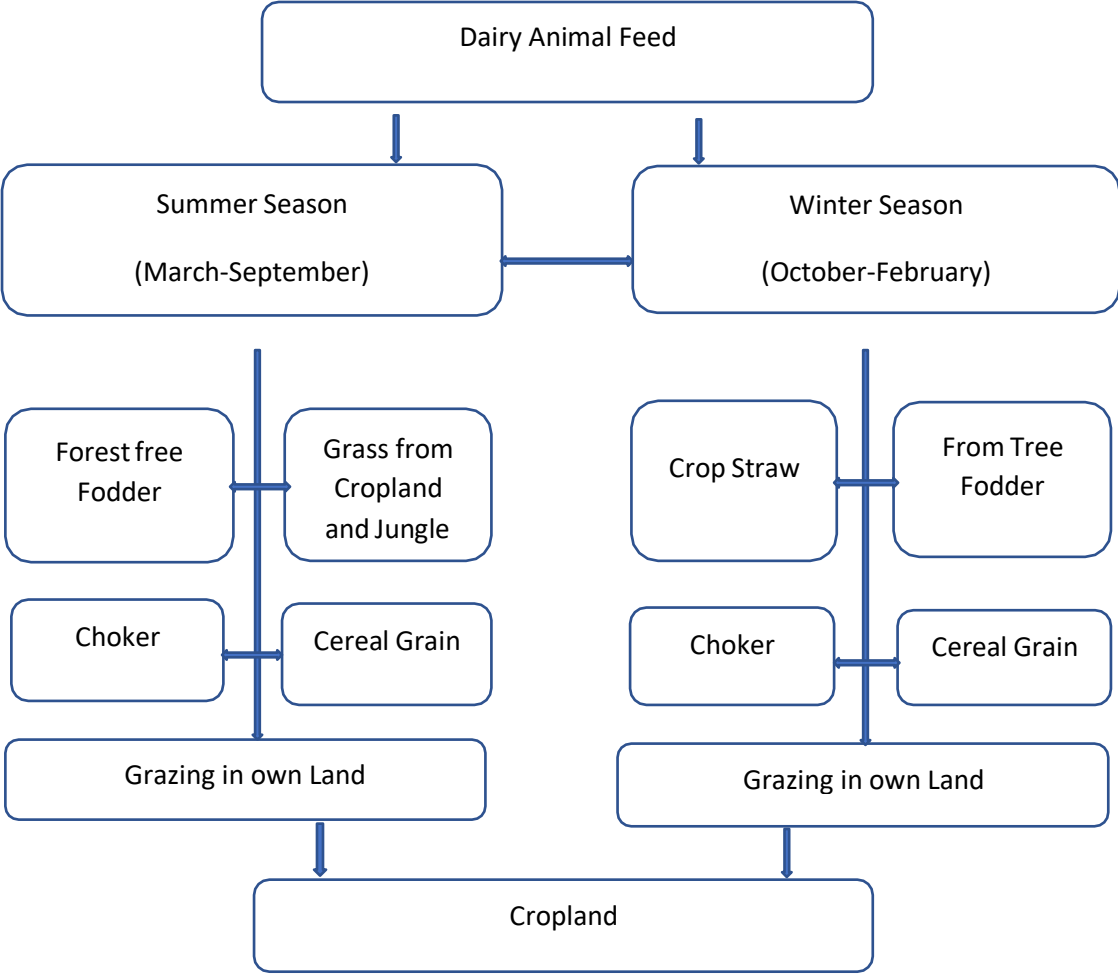 Dairy Animal Feed
Summer Season
(March-September)
Winter Season
(October-February)
Forest free
Fodder
Grass from
Cropland
and Jungle
Crop Straw
From Tree
Fodder
Choker
Cereal Grain
Choker
Cereal Grain
Grazing in own Land
Grazing in own Land
Cropland